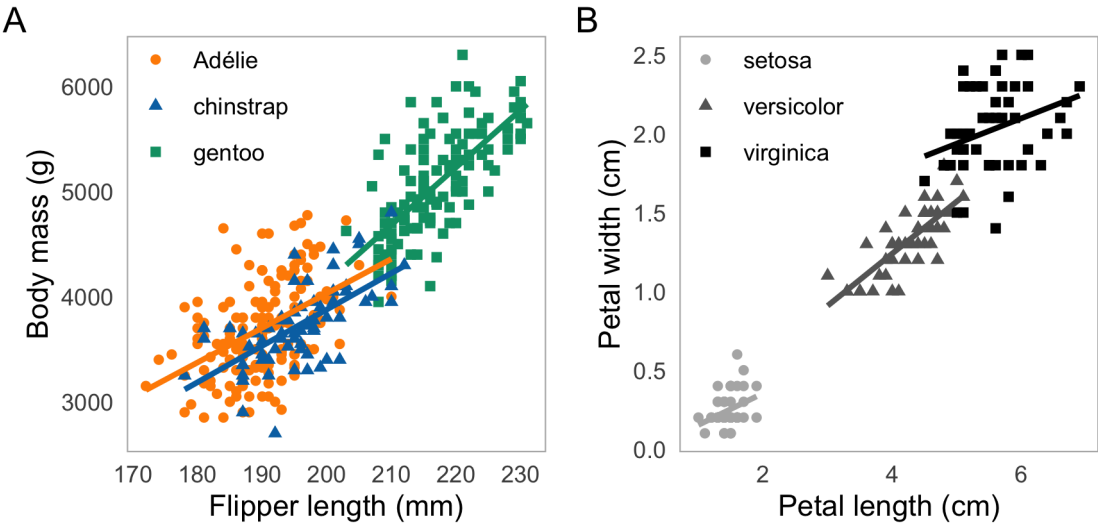 A
Adélie
chinstrap
gentoo
Body mass (g)
6000
5000
4000
3000
170 180 190 200 210 220 230
Flipper length (mm)
B
setosa
versicolor
virginica
Petal width (cm)
2.5
2.0
1.5
1.0
0.5
0.0
2 4 6
Petal length (cm)